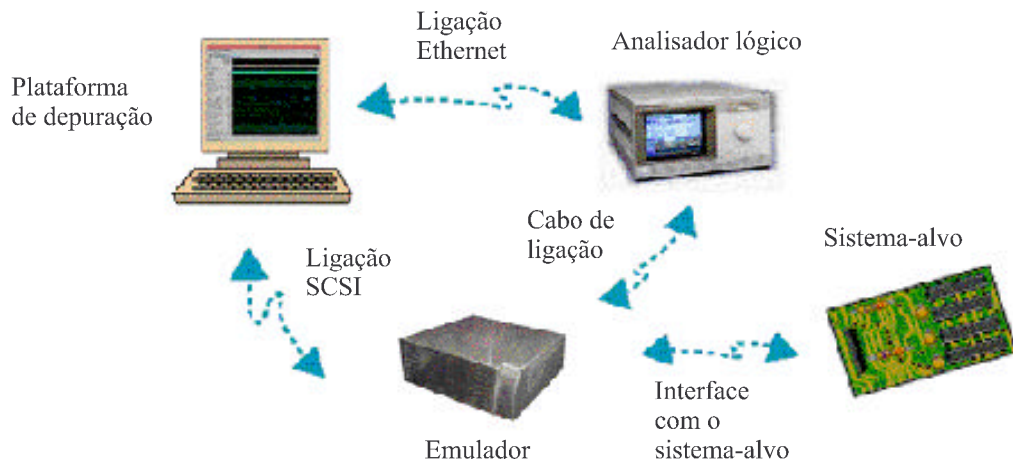 Ligação
Ethernet
Analisador lógico
Plataforma
de depuração
Cabo de
ligação
Sistema-alvo
Ligação
SCSI
Interface
com o
sistema-alvo
Emulador